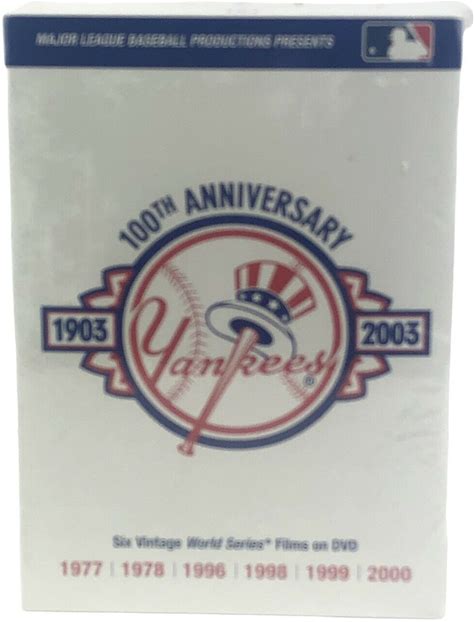 MAJOR LEAGUE BASEBALL PRODUCTIONS PRESENTS
100TH ANNIVERSARY
1903 Yankees® 2003
Six Vintage World Series® Films on DVD
1977 | 1978 | 1996 | 1998 | 1999 | 2000